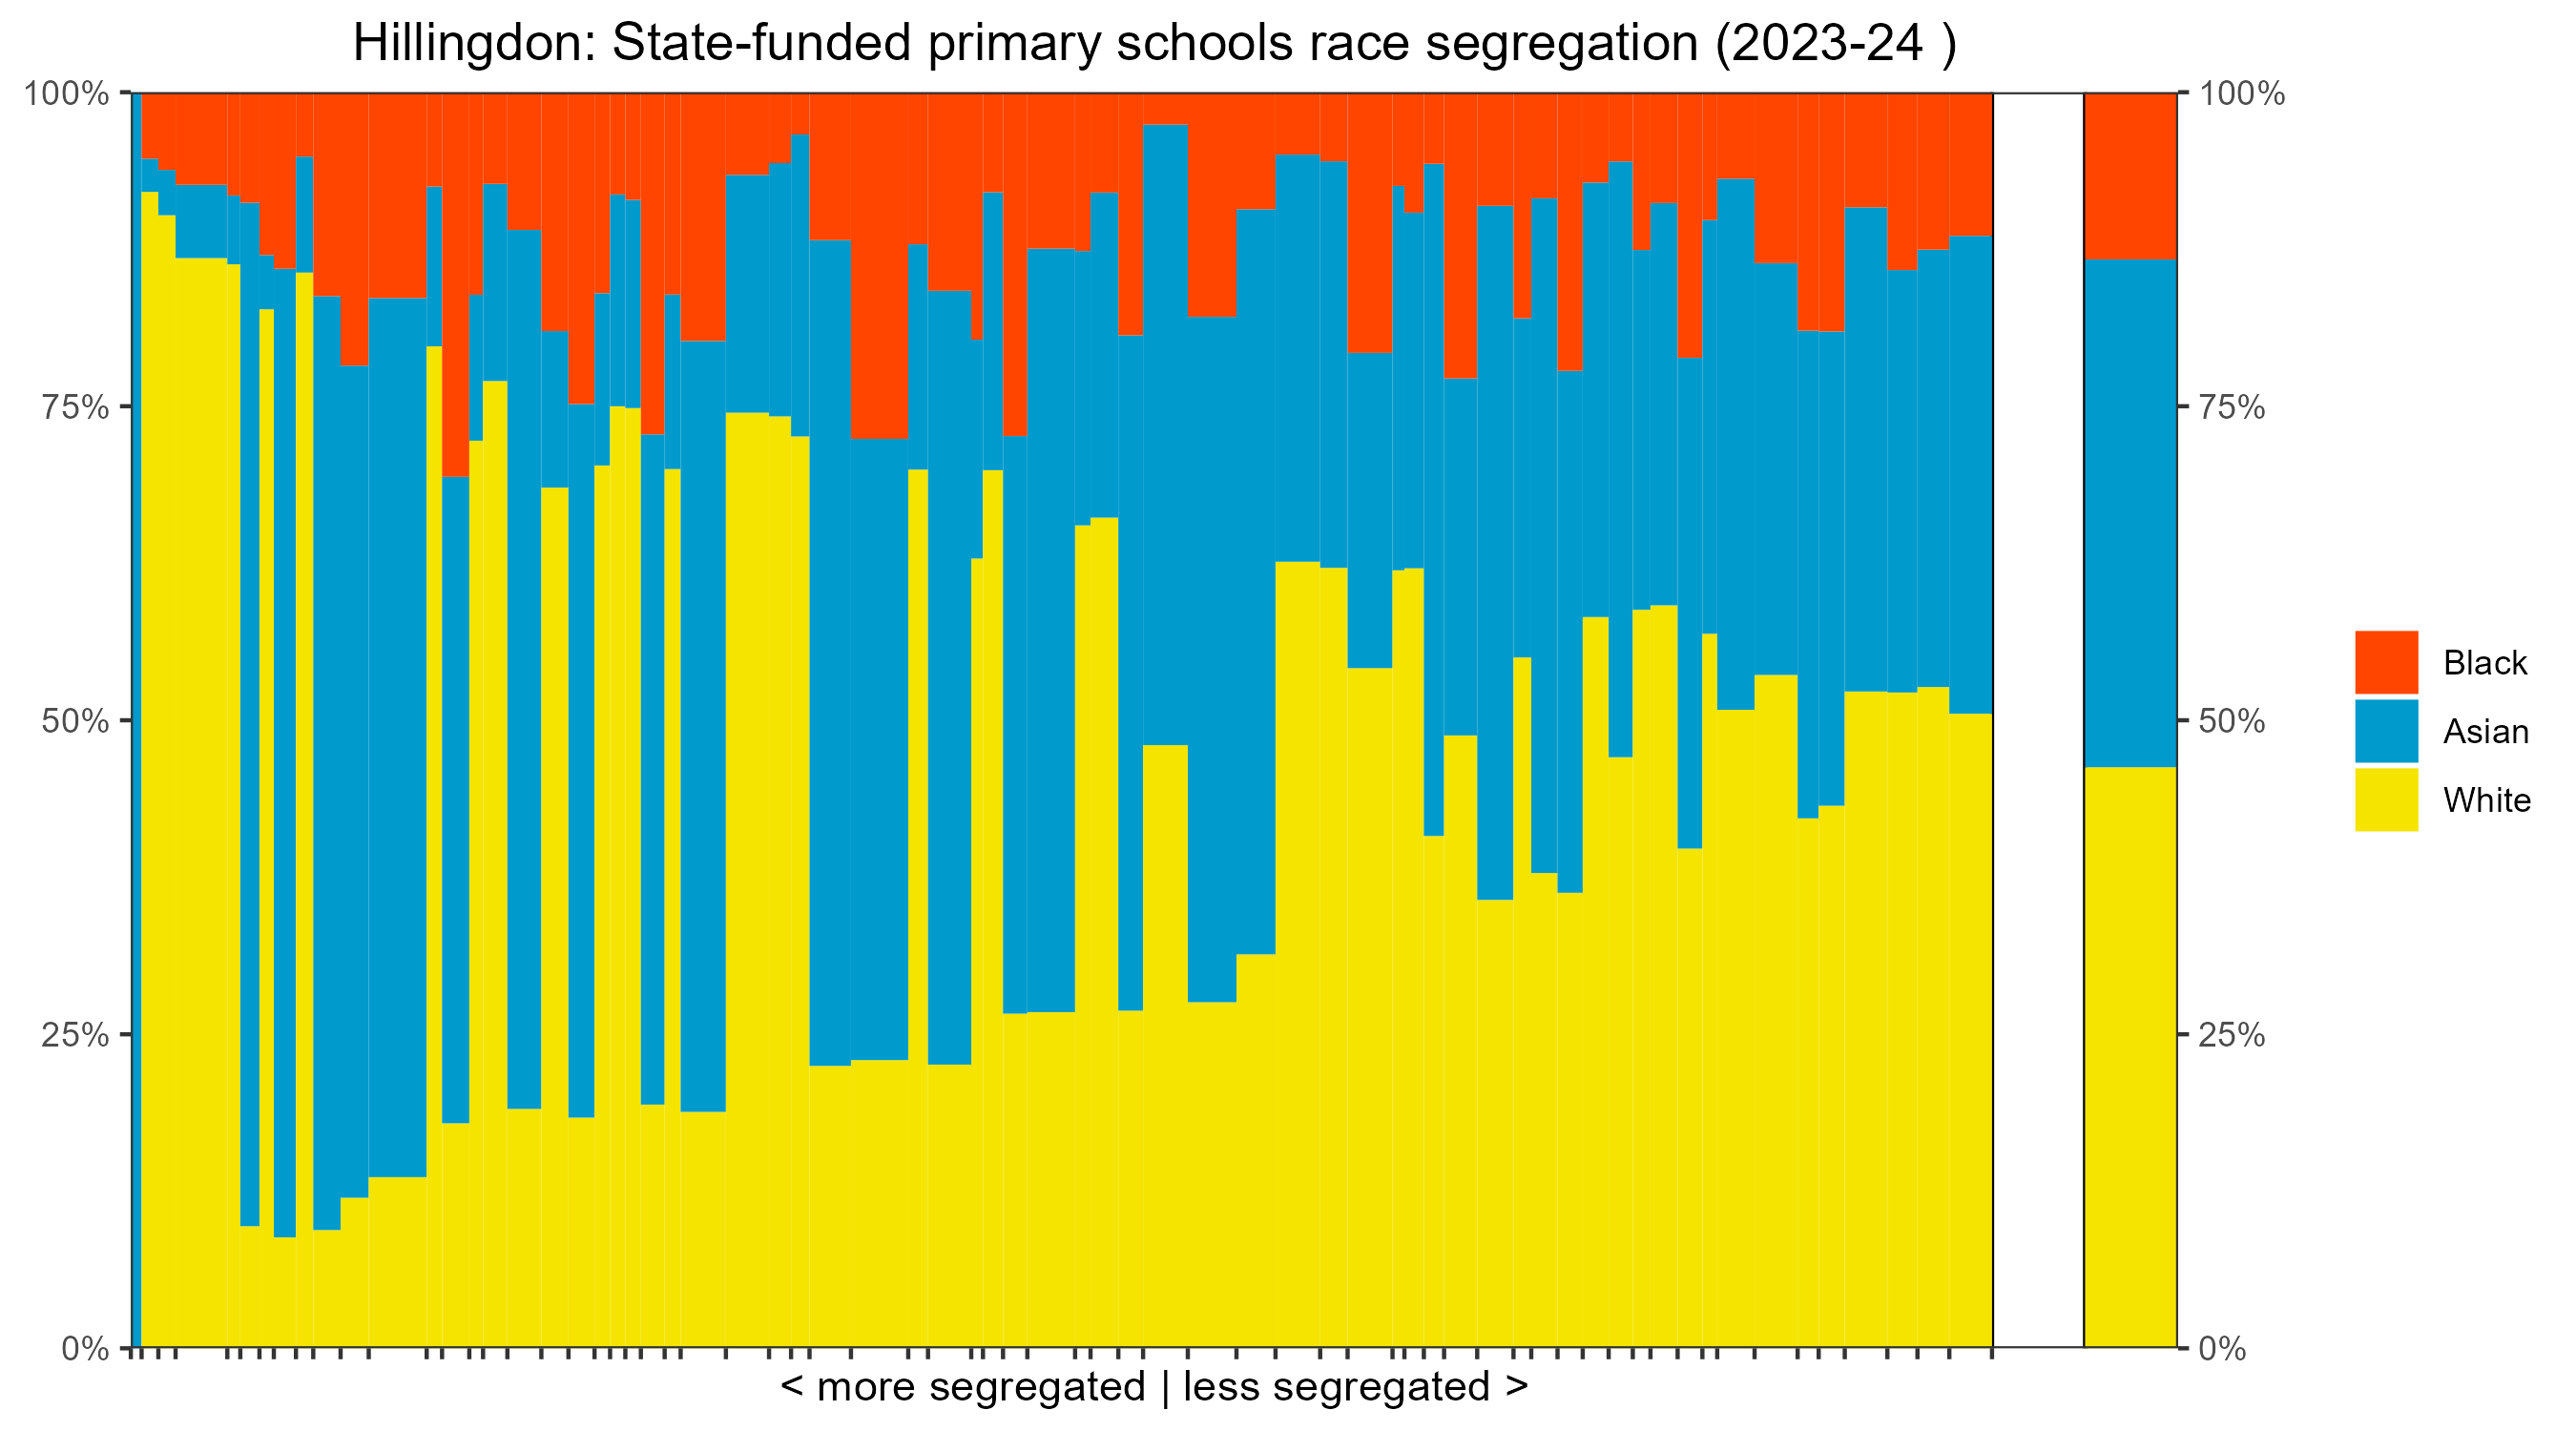 Hillingdon: State-funded primary schools race segregation (2023-24 )
100%
75%
50%
25%
0%
100%
75%
50%
25%
0%
Black
Asian
White
< more segregated | less segregated >